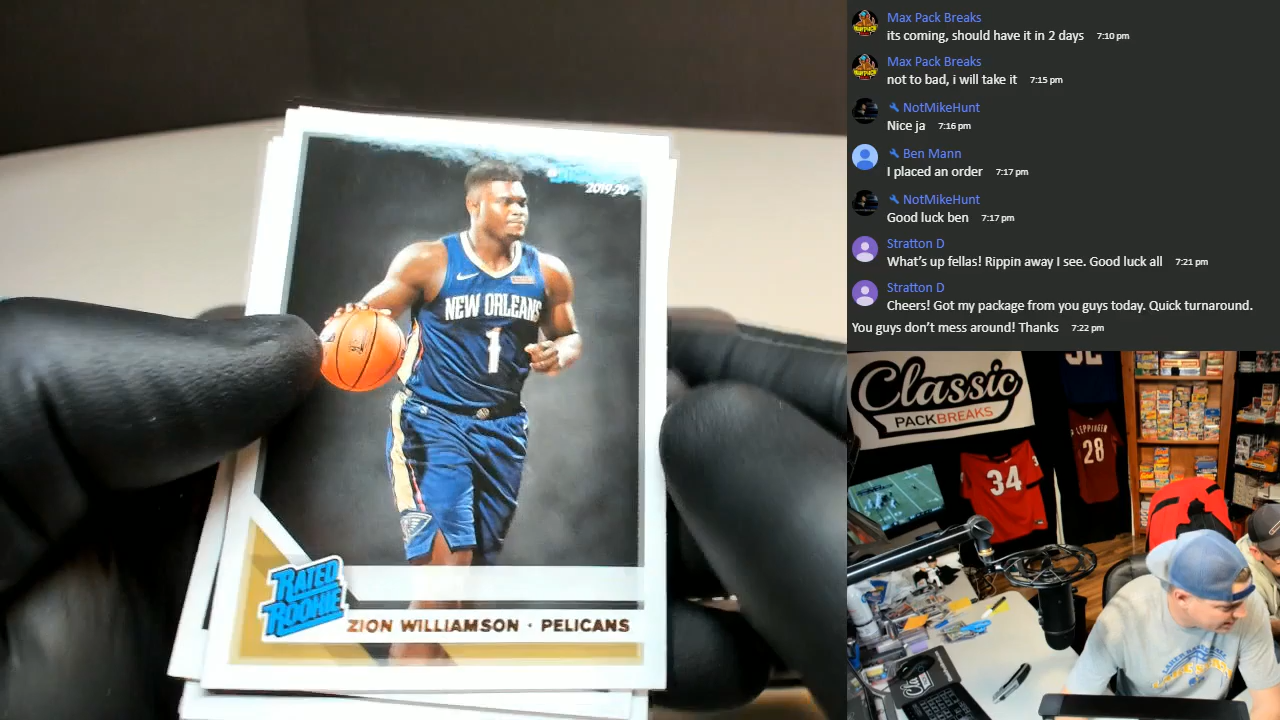 2019-20
NEW ORLEANS
1
RATED
ROOKIE
ZION WILLIAMSON · PELICANS
Max Pack Breaks
its coming, should have it in 2 days 7:10 pm
Max Pack Breaks
not to bad, i will take it 7:15 pm
NotMikeHunt
Nice ja 7:16 pm
Ben Mann
I placed an order 7:17 pm
NotMikeHunt
Good luck ben 7:17 pm
Stratton D
What's up fellas! Rippin away I see. Good luck all 7:21 pm
Stratton D
Cheers! Got my package from you guys today. Quick turnaround.
You guys don't mess around! Thanks 7:22 pm
Classic
PACKBREAKS
34
LEPPINGER
28